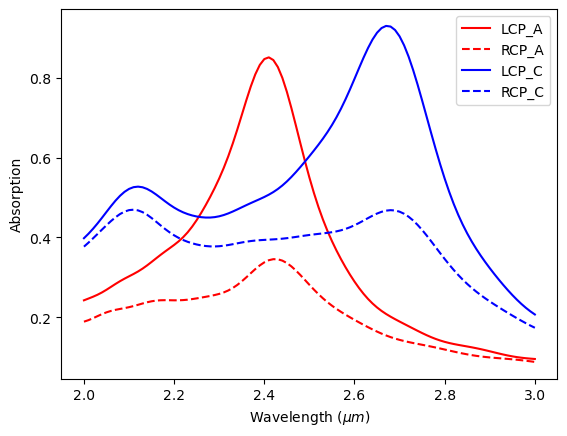 LCP_A
RCP_A
LCP_C
RCP_C
0.8
0.6
0.4
0.2
Absorption
2.0 2.2 2.4 2.6 2.8 3.0
Wavelength (μm)